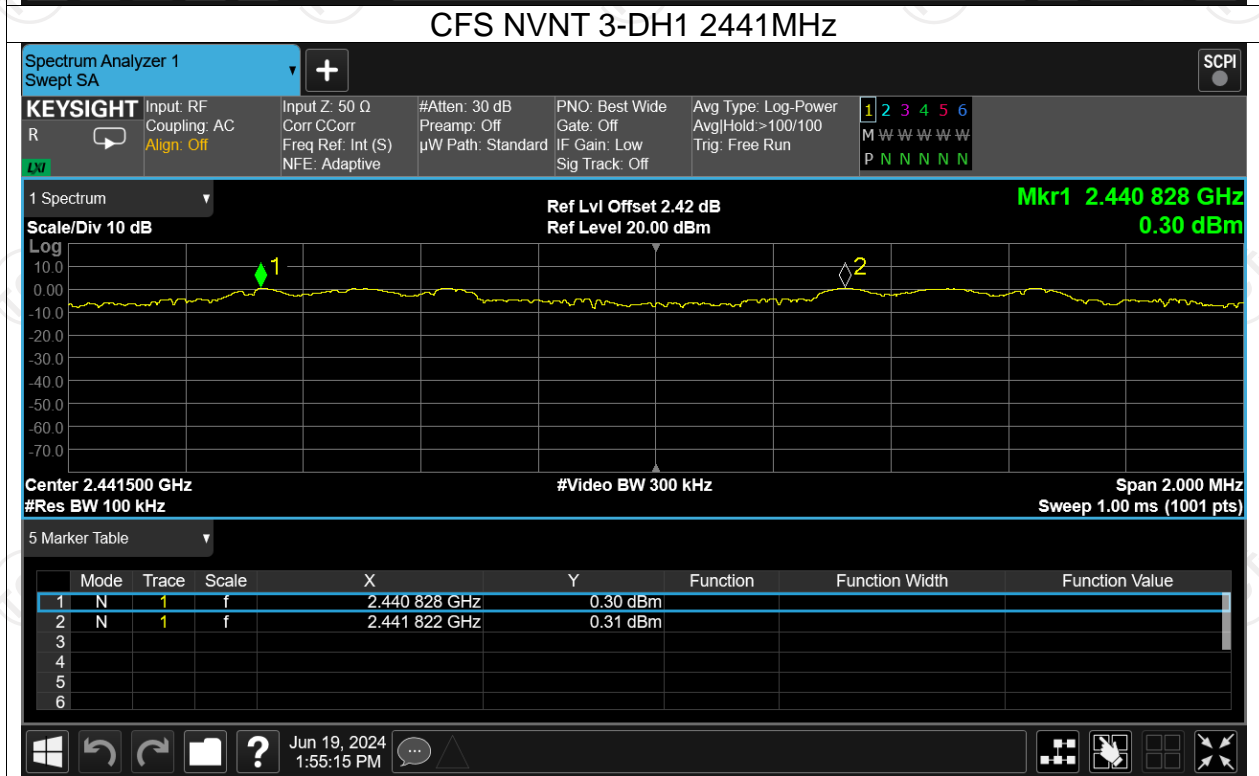 CFS NVNT 3-DH1 2441MHz
Spectrum Analyzer 1
Swept SA
+
SCPI
KEYSIGHT Input: RF Input Z: 50 Ω #Atten: 30 dB PNO: Best Wide Avg Type: Log-Power 1 2 3 4 5 6
R Coupling: AC Corr CCorr Preamp: Off Gate: Off Avg|Hold:>100/100 M W W W W W
Align: Off Freq Ref: Int (S) µW Path: Standard IF Gain: Low Trig: Free Run
LXI NFE: Adaptive Sig Track: Off P N N N N N
1 Spectrum
Ref Lvl Offset 2.42 dB Mkr1 2.440 828 GHz
Scale/Div 10 dB Ref Level 20.00 dBm 0.30 dBm
Log
10.0
0.00
-10.0
-20.0
-30.0
-40.0
-50.0
-60.0
-70.0
1
2
Center 2.441500 GHz #Video BW 300 kHz Span 2.000 MHz
#Res BW 100 kHz Sweep 1.00 ms (1001 pts)
5 Marker Table
Mode Trace Scale X Y Function Function Width Function Value
1 N 1 f 2.440 828 GHz 0.30 dBm
2 N 1 f 2.441 822 GHz 0.31 dBm
3
4
5
6
? Jun 19, 2024
1:55:15 PM